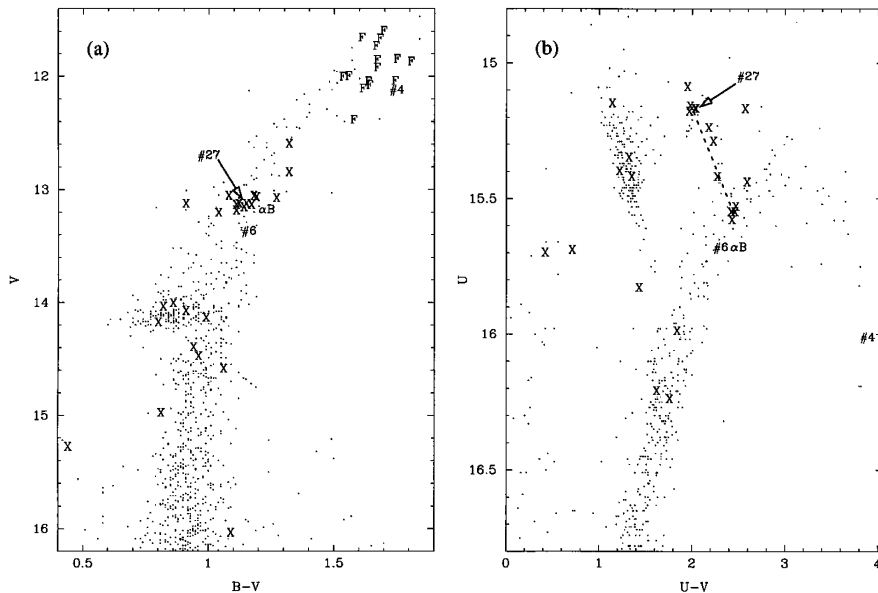 (a)
F
F F
F
F
F F
F
F F
F F
F
#4
F
12
X
X
#27
13
X X
X
X X
αB
#6
V
14
X X
X
X X
X
X
X
15
X
X
16
X
0.5 1 1.5
B-V
(b)
15
X
#27
X
X
X
X
X
X
X
X
X
X
15.5
X
#6 αB
X X
U
X
X
16
#4
X
X
16.5
0 1 2 3 4
U-V